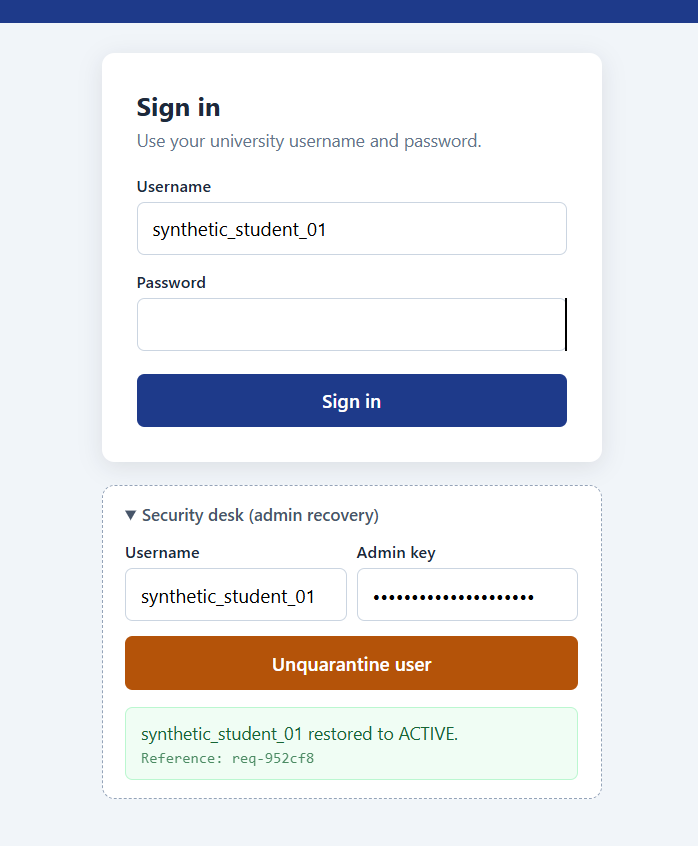 Sign in
Use your university username and password.
Username
synthetic_student_01
Password
Sign in
▼ Security desk (admin recovery)
Username
Admin key
synthetic_student_01
•••••••••••••••••••••
Unquarantine user
synthetic_student_01 restored to ACTIVE.
Reference: req-952cf8